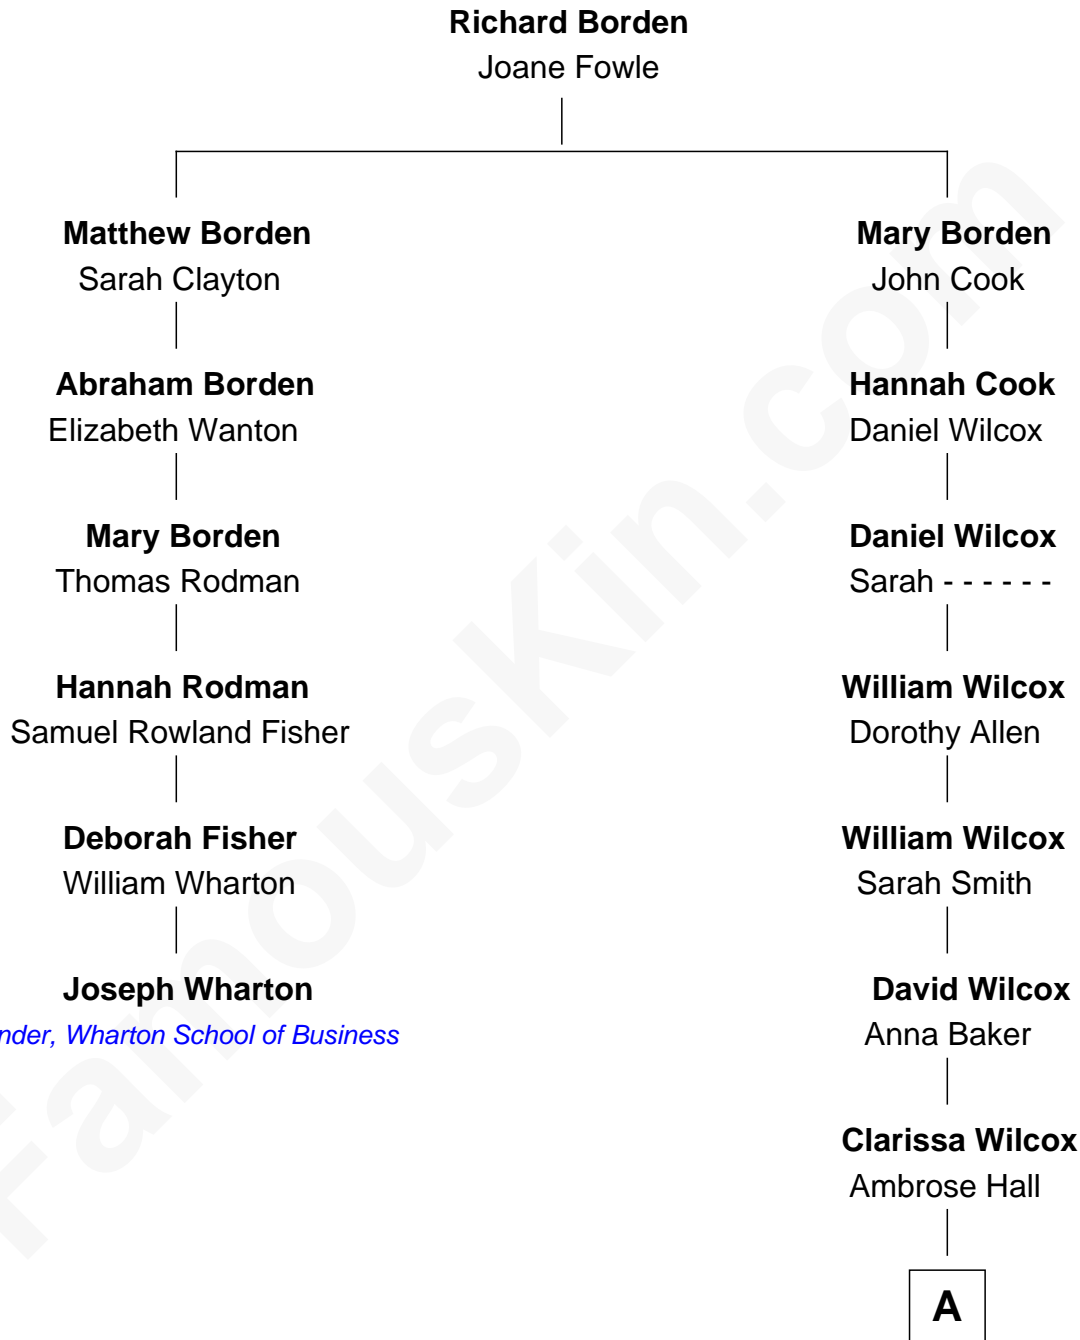 Richard Borden
Joane Fowle
Matthew Borden
Sarah Clayton
Mary Borden
John Cook
Abraham Borden
Elizabeth Wanton
Hannah Cook
Daniel Wilcox
Mary Borden
Thomas Rodman
Daniel Wilcox
Sarah - - - - - -
Hannah Rodman
Samuel Rowland Fisher
William Wilcox
Dorothy Allen
Deborah Fisher
William Wharton
William Wilcox
Sarah Smith
Joseph Wharton
nder, Wharton School of Business
David Wilcox
Anna Baker
Clarissa Wilcox
Ambrose Hall
A
FamousKin.com